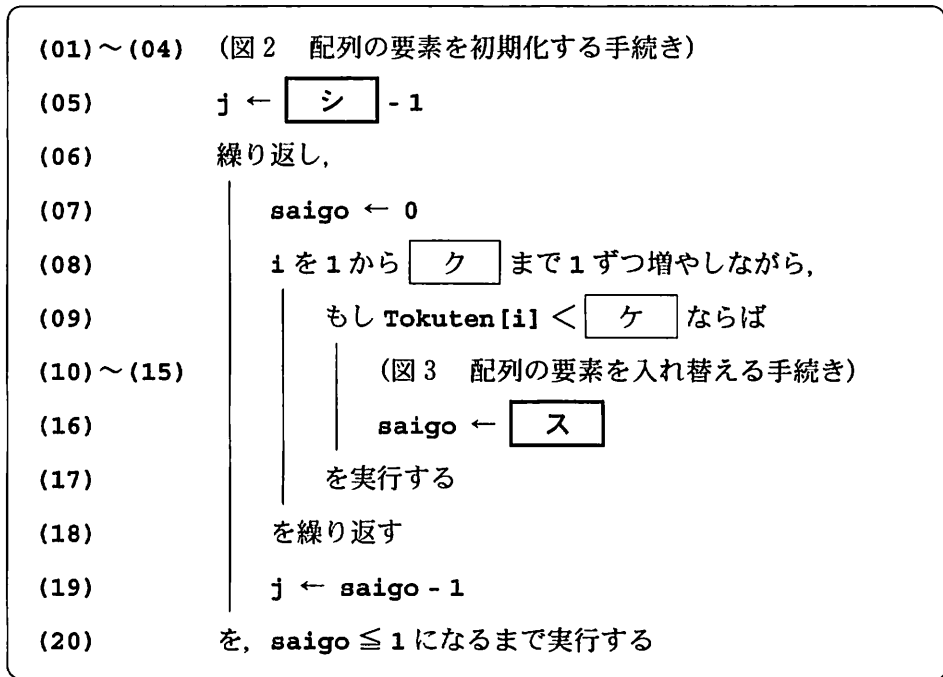 (01)～(04) (図2 配列の要素を初期化する手続き)
(05) j ← シ - 1
(06) 繰り返し,
(07) saigo ← 0
(08) i を 1 から ク まで 1 ずつ増やしながら,
(09) もし Tokuten[i] ＜ ケ ならば
(10)～(15) (図3 配列の要素を入れ替える手続き)
(16) saigo ← ス
(17) を実行する
(18) を繰り返す
(19) j ← saigo - 1
(20) を, saigo ≦ 1 になるまで実行する